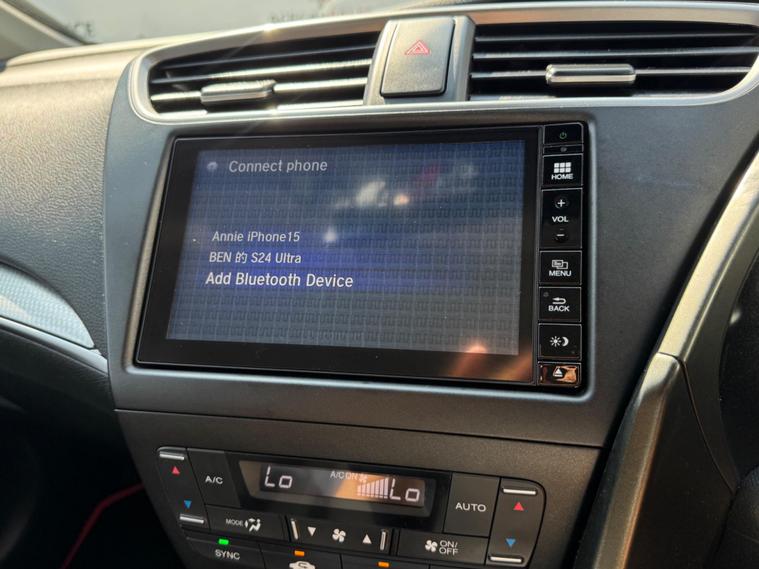 Connect phone
HOME
VOL
Annie iPhone15
BEN 的 S24 Ultra
Add Bluetooth Device
MENU
BACK
A/C
Lo
A/C ON
Lo
AUTO
MODE
ON/
OFF
SYNC